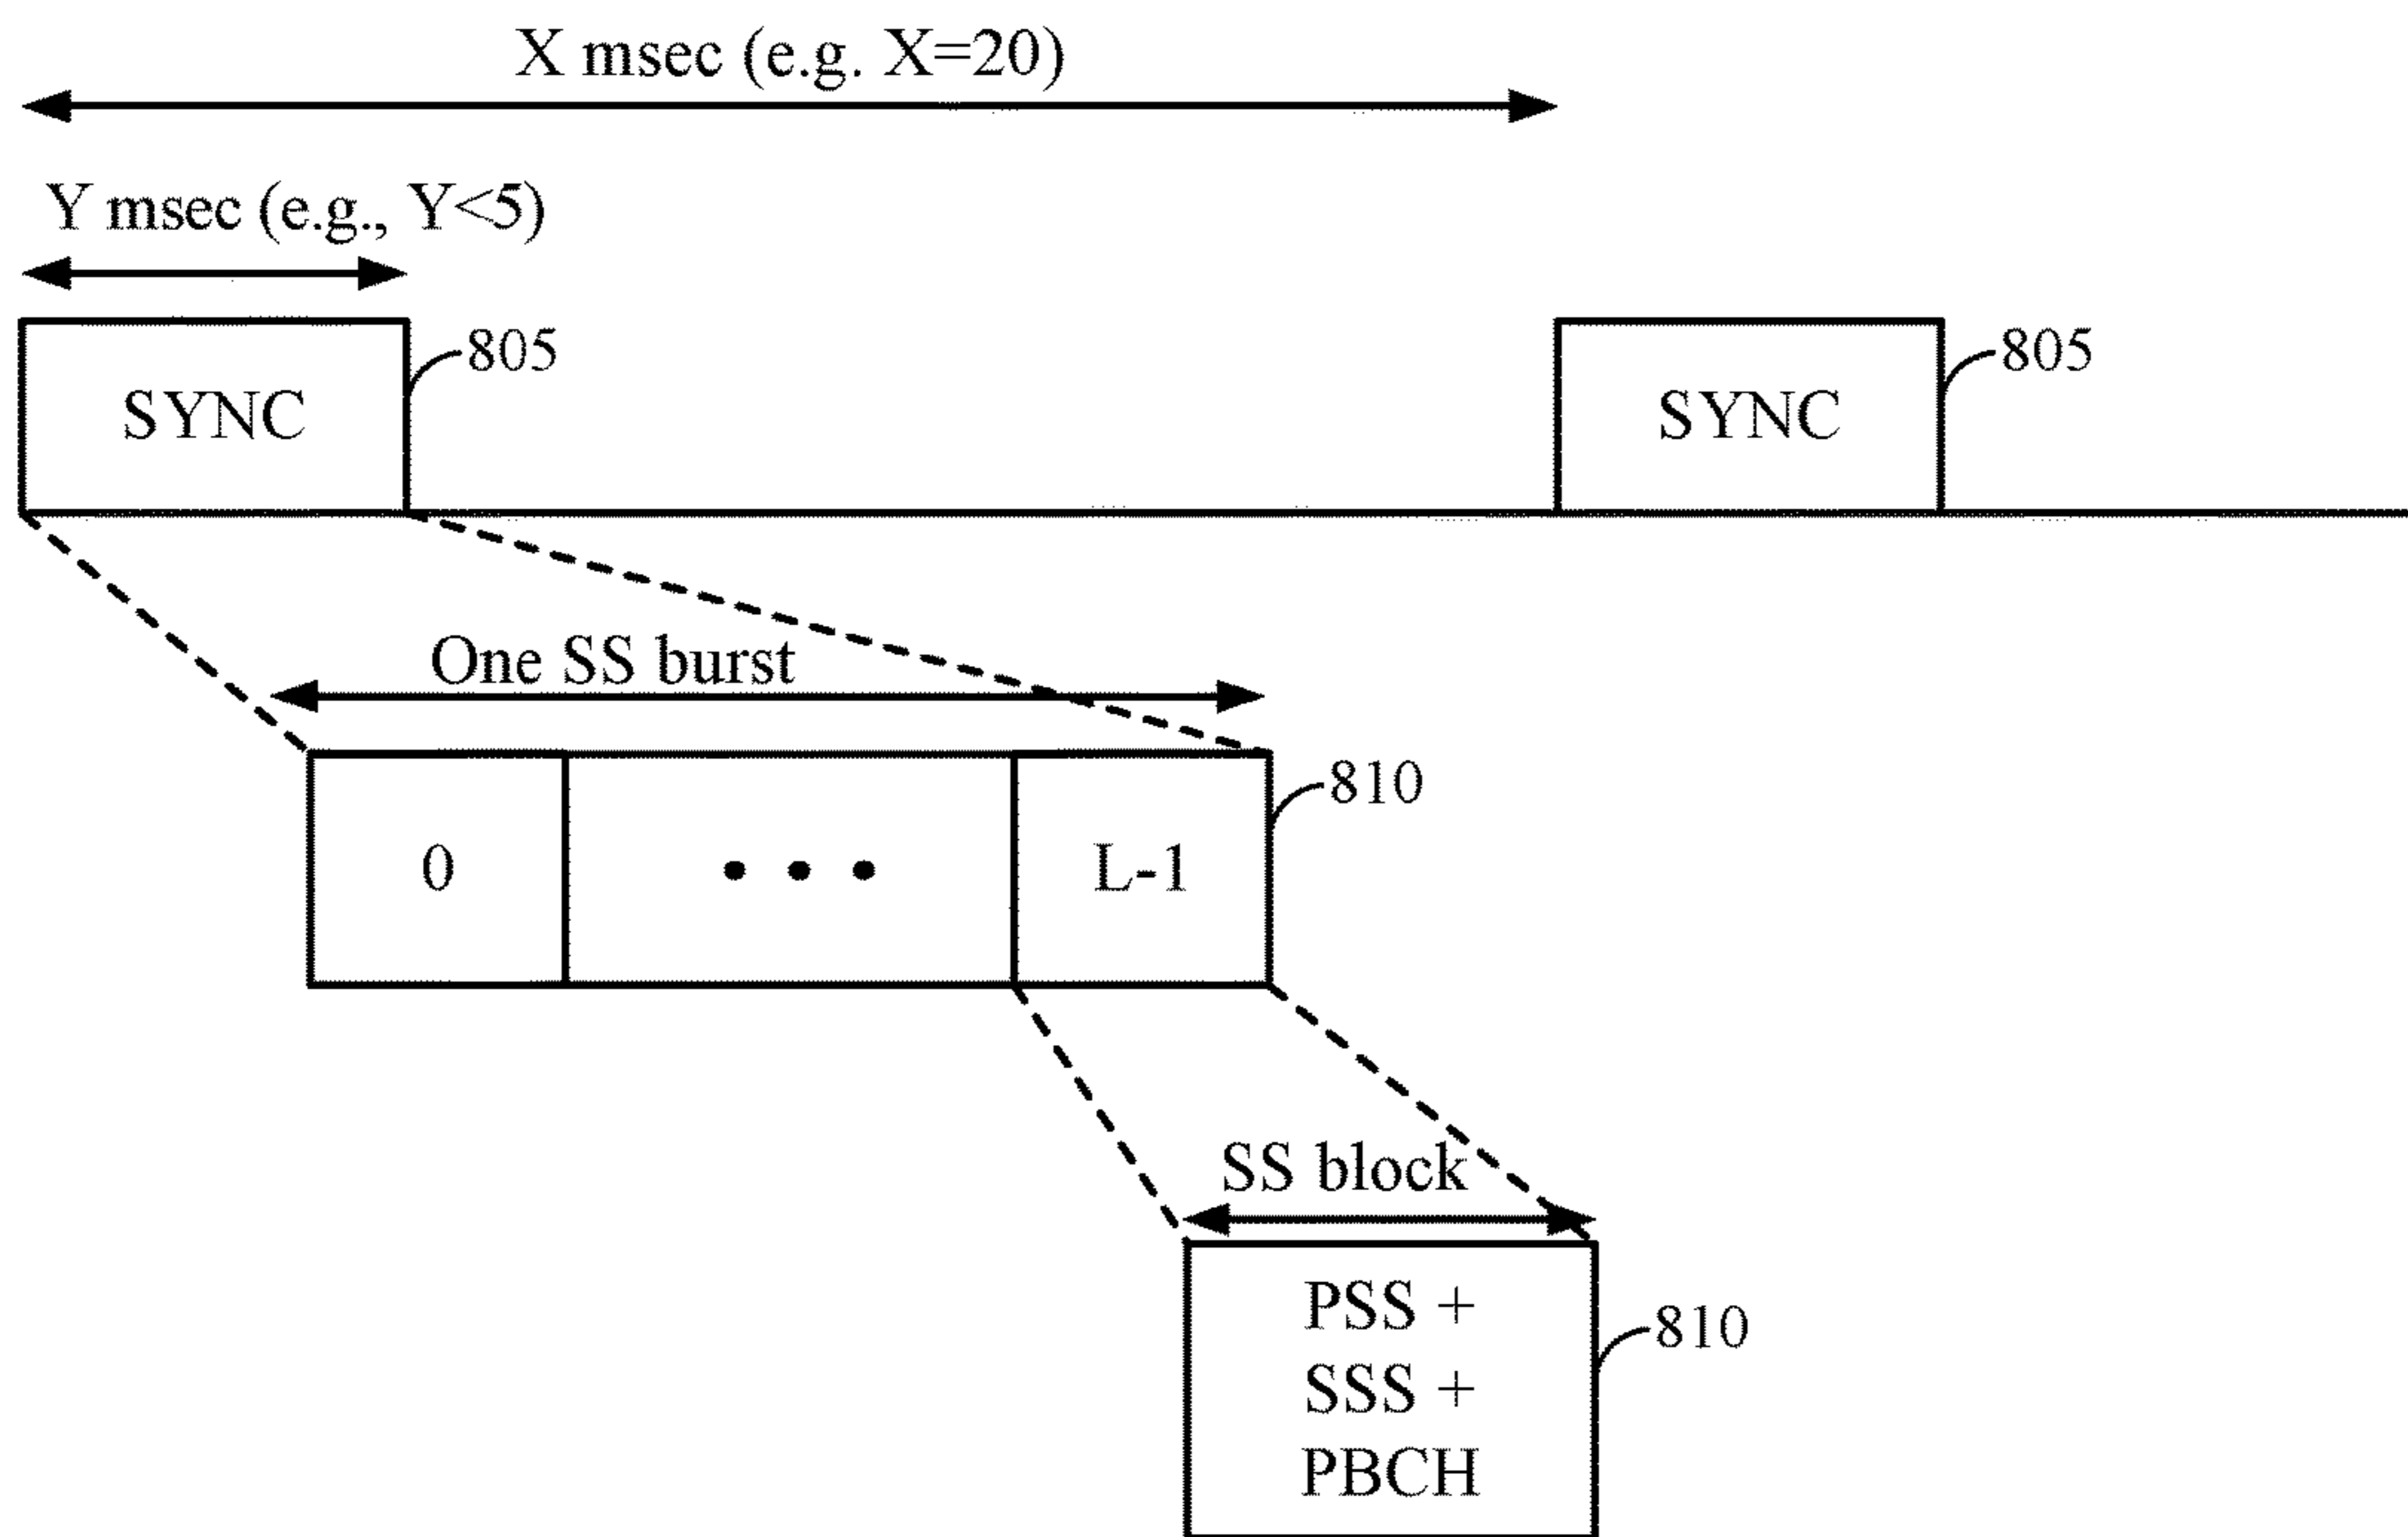 X msec (e.g. X=20)
Y msec (e.g., Y<5)
805
805
SYNC
SYNC
One SS burst
810
0
• • •
L-1
SS block
PSS +
810
SSS +
PBCH